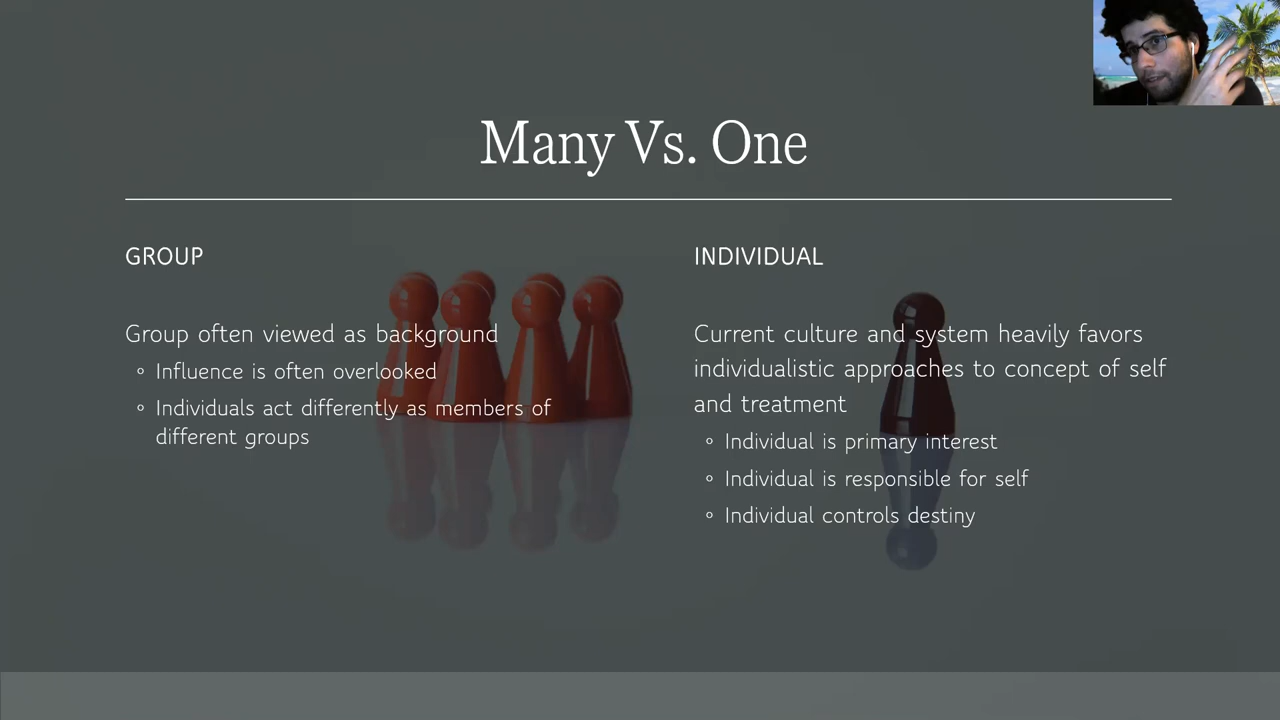 Many Vs. One
GROUP
Group often viewed as background
◦ Influence is often overlooked
◦ Individuals act differently as members of
different groups
INDIVIDUAL
Current culture and system heavily favors
individualistic approaches to concept of self
and treatment
◦ Individual is primary interest
◦ Individual is responsible for self
◦ Individual controls destiny